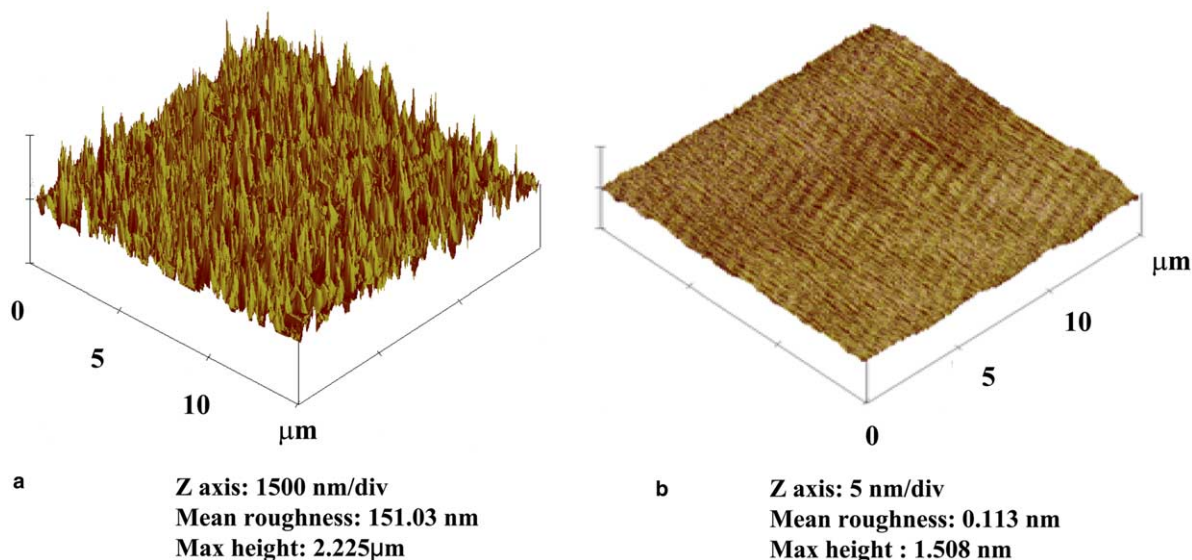 0
5
10
μm
μm
10
5
0
a
Z axis: 1500 nm/div
Mean roughness: 151.03 nm
Max height: 2.225μm
b
Z axis: 5 nm/div
Mean roughness: 0.113 nm
Max height : 1.508 nm